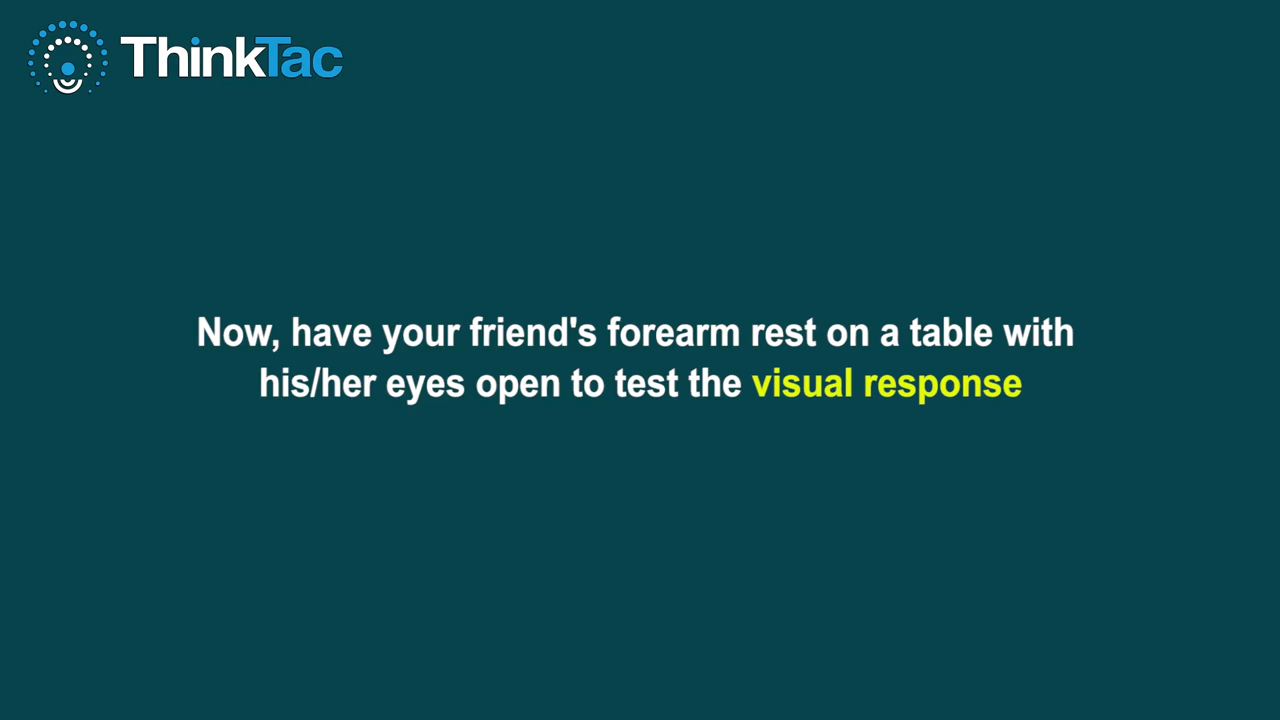 ThinkTac
Now, have your friend's forearm rest on a table with
his/her eyes open to test the visual response